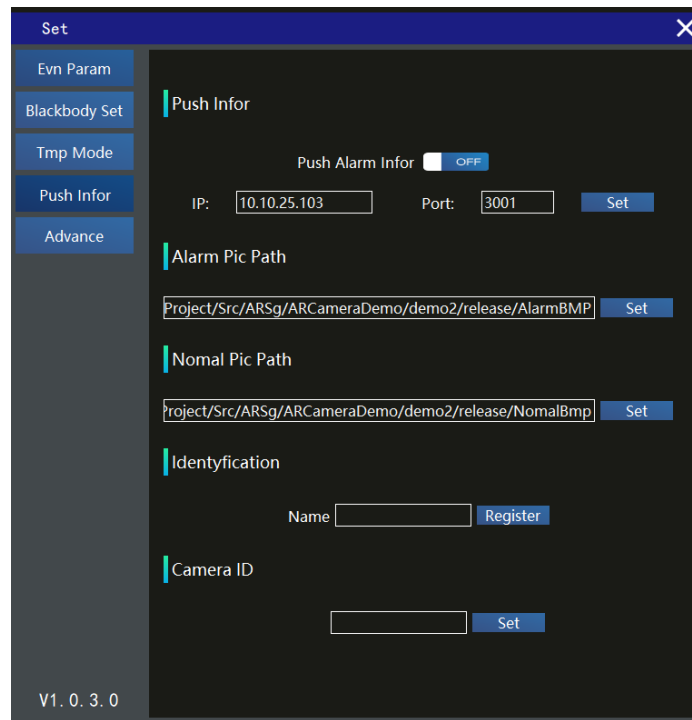 Set
Evn Param
Blackbody Set
Tmp Mode
Push Infor
Advance
Push Infor
Push Alarm Infor OFF
IP: 10.10.25.103 Port: 3001 Set
Alarm Pic Path
Project/Src/ARSg/ARCameraDemo/demo2/release/AlarmBMP Set
Nomal Pic Path
Project/Src/ARSg/ARCameraDemo/demo2/release/NomalBmp Set
Identyfication
Name Register
Camera ID
Set
V1.0.3.0